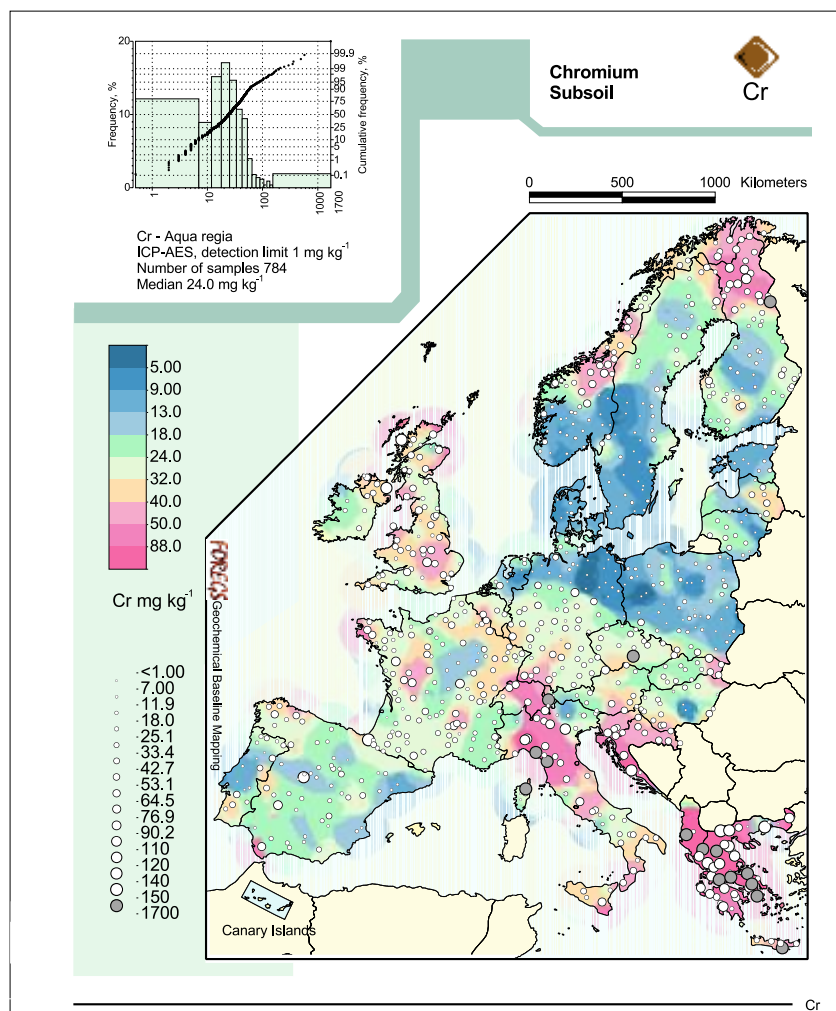 Chromium
Subsoil
Cr
20
10
0
Frequency, %
99.9
99
95
90
75
50
25
10
5
1
0.1
Cumulative frequency, %
1
10
100
1000
1700
Cr - Aqua regia
ICP-AES, detection limit 1 mg kg-1
Number of samples 784
Median 24.0 mg kg-1
0 500 1000 Kilometers
5.00
9.00
13.0
18.0
24.0
32.0
40.0
50.0
88.0
Cr mg kg-1
<1.00
7.00
11.9
18.0
25.1
33.4
42.7
53.1
64.5
76.9
90.2
110
120
140
150
1700
FOREGS
Geochemical Baseline Mapping
Canary Islands
Cr